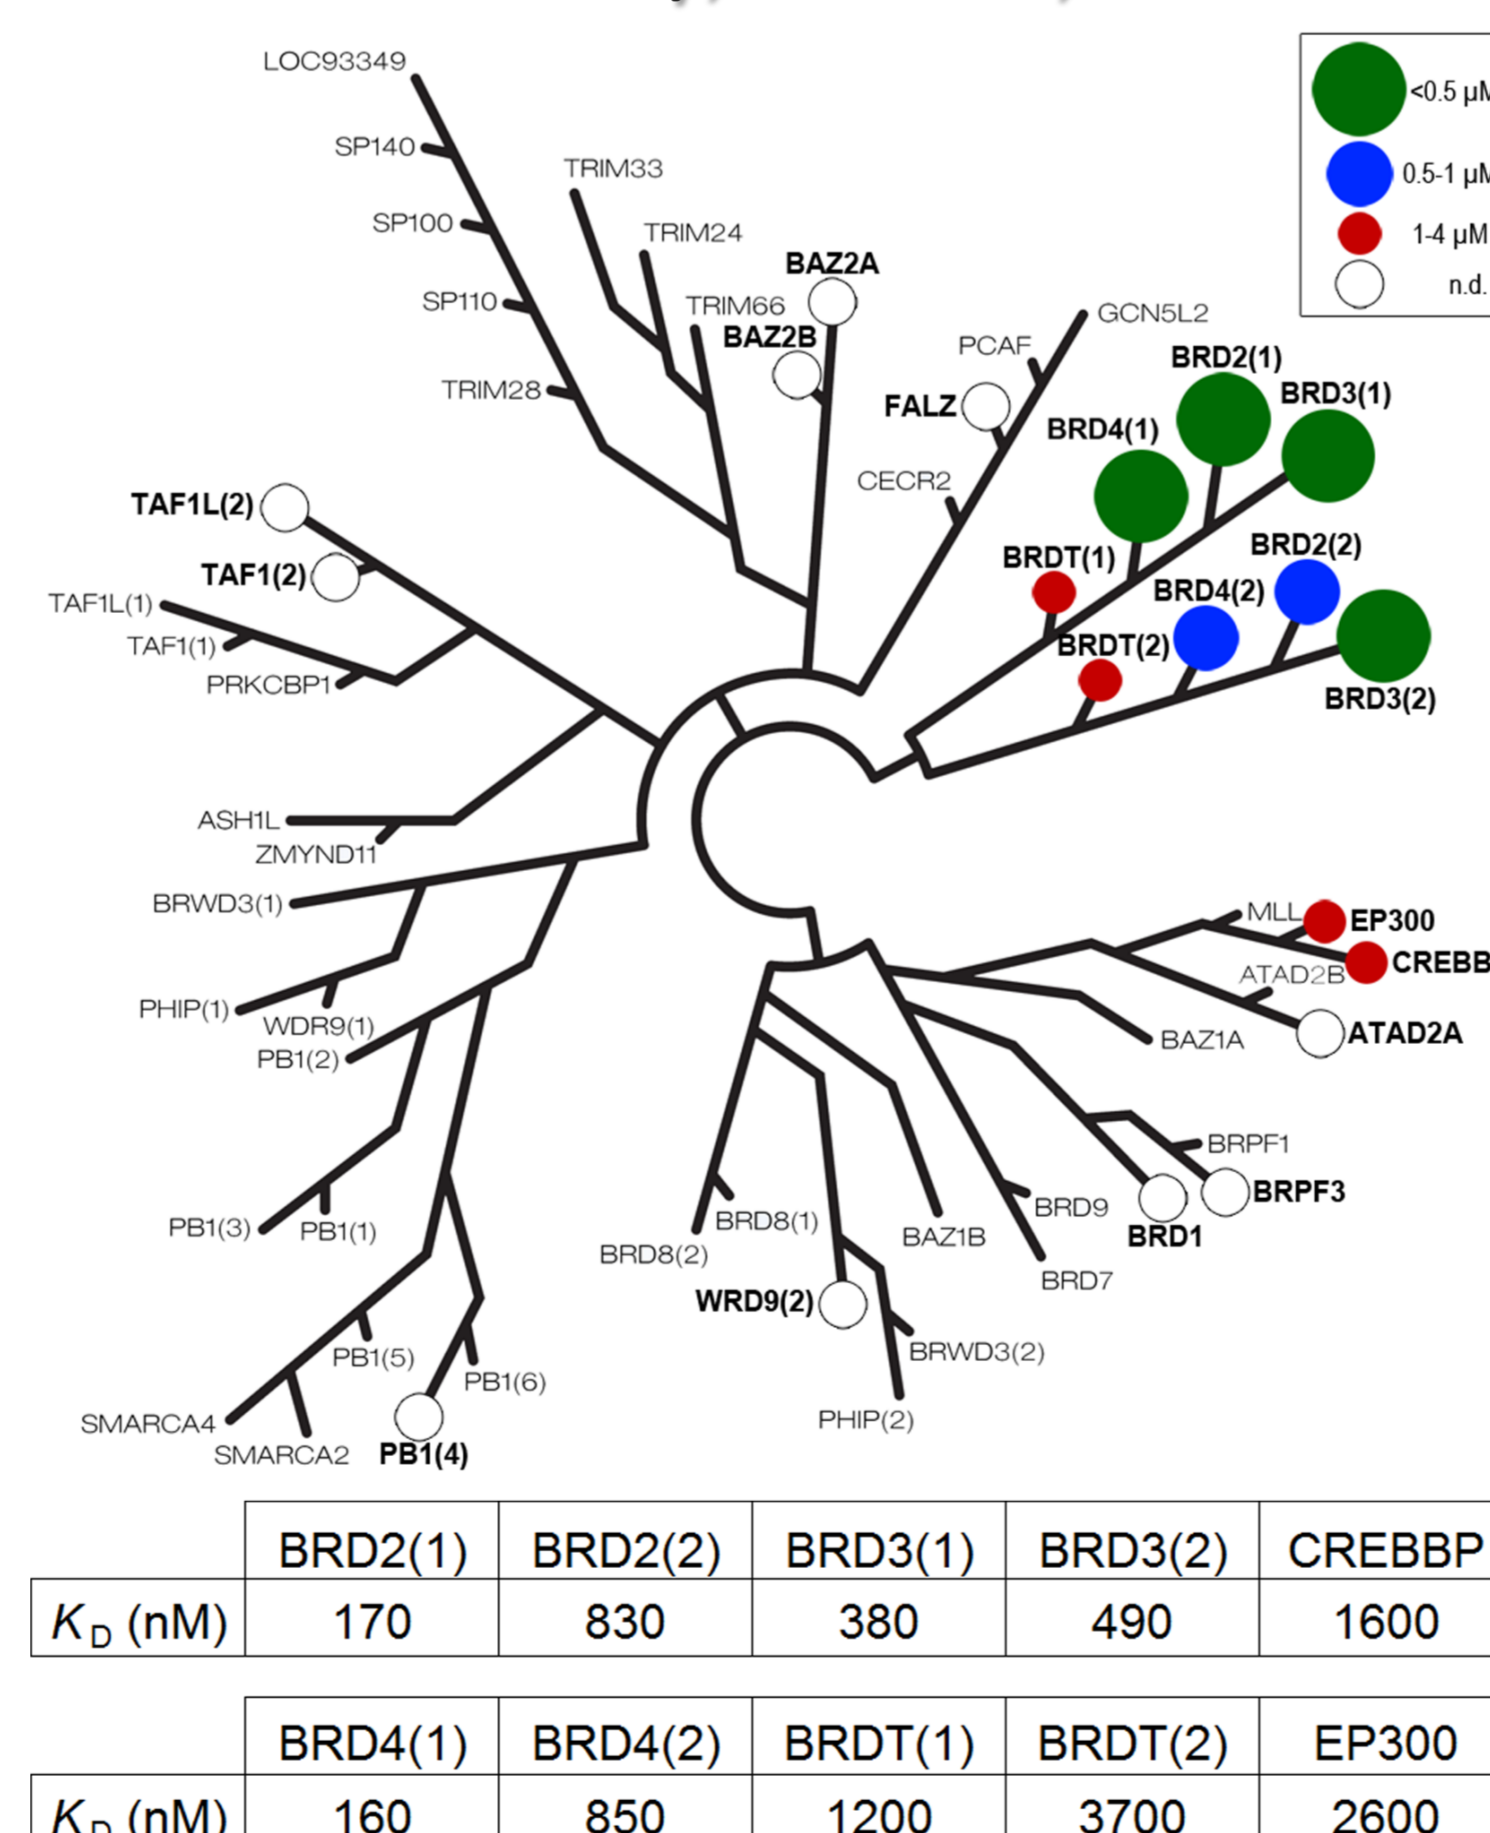 LOC93349
<0.5 µM
SP140
TRIM33
0.5-1 µM
SP100
TRIM24
1-4 µM
BAZ2A
n.d.
SP110
TRIM66
GCN5L2
BAZ2B
PCAF
BRD2(1)
TRIM28
BRD3(1)
FALZ
BRD4(1)
CECR2
TAF1L(2)
BRD2(2)
BRDT(1)
TAF1(2)
BRD4(2)
TAF1L(1)
TAF1(1)
BRDT(2)
PRKCBP1
BRD3(2)
ASH1L
ZMYND11
BRWD3(1)
MLL
EP300
CREBB
ATAD2B
PHIP(1)
WDR9(1)
ATAD2A
PB1(2)
BAZ1A
BRPF1
BRPF3
BRD9
PB1(3)
PB1(1)
BRD8(1)
BAZ1B
BRD1
BRD8(2)
BRD7
WRD9(2)
PB1(5)
BRWD3(2)
PB1(6)
SMARCA4
PHIP(2)
SMARCA2
PB1(4)
BRD2(1) BRD2(2) BRD3(1) BRD3(2) CREBBP
KD (nM) 170 830 380 490 1600
BRD4(1) BRD4(2) BRDT(1) BRDT(2) EP300
KD (nM) 160 850 1200 3700 2600